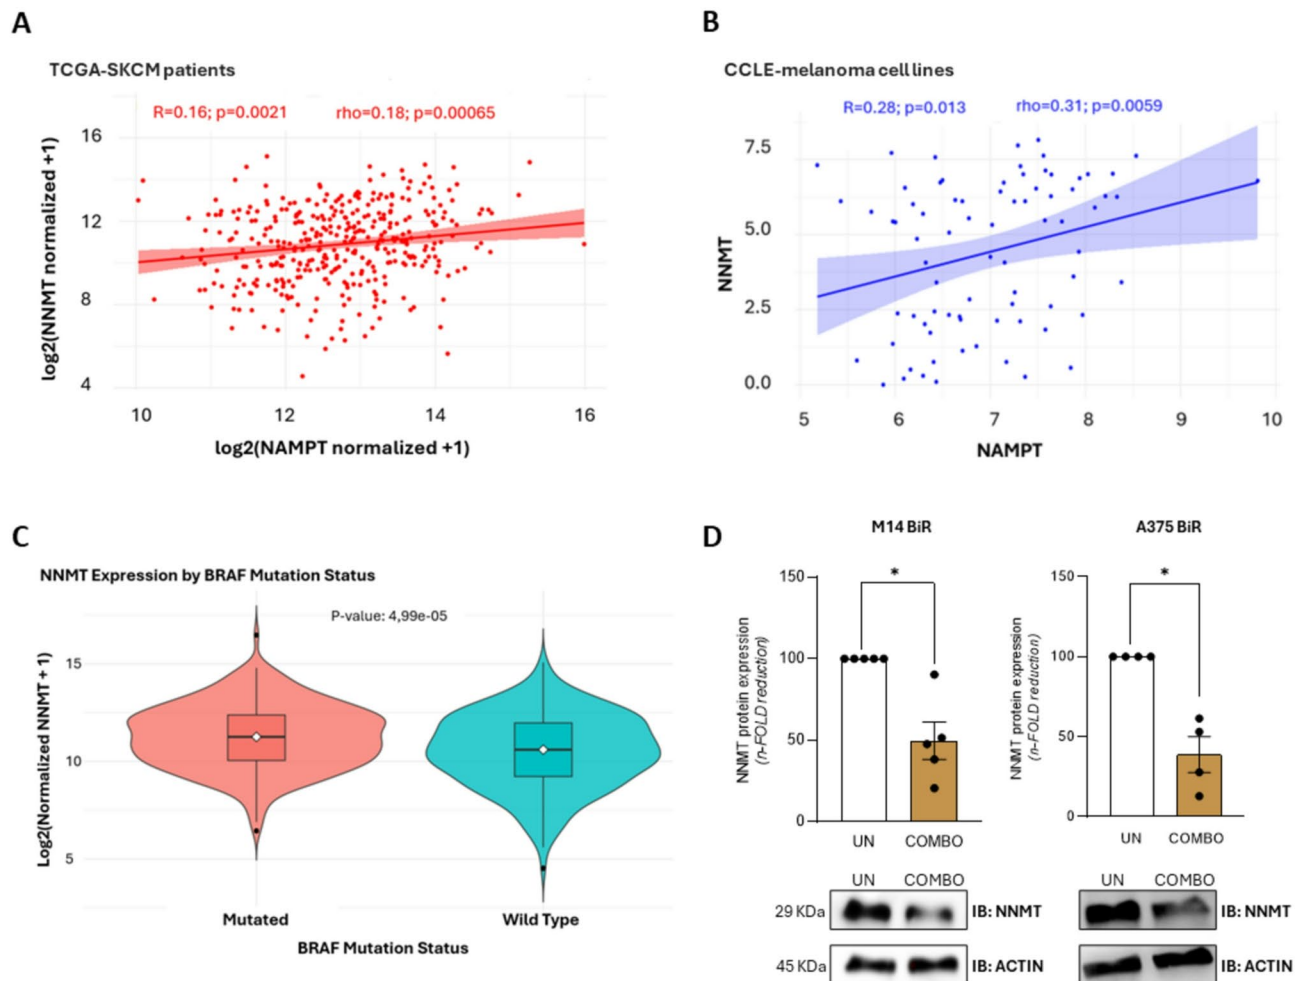 A
TCGA-SKCM patients
R=0.16; p=0.0021
rho=0.18; p=0.00065
log2(NNMT normalized +1)
16
12
8
4
10
12
14
16
log2(NAMPT normalized +1)
B
CCLE-melanoma cell lines
R=0.28; p=0.013
rho=0.31; p=0.0059
NNMT
7.5
5.0
2.5
0.0
5
6
7
8
9
10
NAMPT
C
NNMT Expression by BRAF Mutation Status
P-value: 4,99e-05
Log2(Normalized NNMT + 1)
15
10
5
Mutated
Wild Type
BRAF Mutation Status
D
M14 BiR
NNMT protein expression
(n-FOLD reduction)
150
100
50
0
*
UN
COMBO
UN
COMBO
29 KDa
IB: NNMT
45 KDa
IB: ACTIN
A375 BiR
NNMT protein expression
(n-FOLD reduction)
150
100
50
0
*
UN
COMBO
UN
COMBO
IB: NNMT
IB: ACTIN